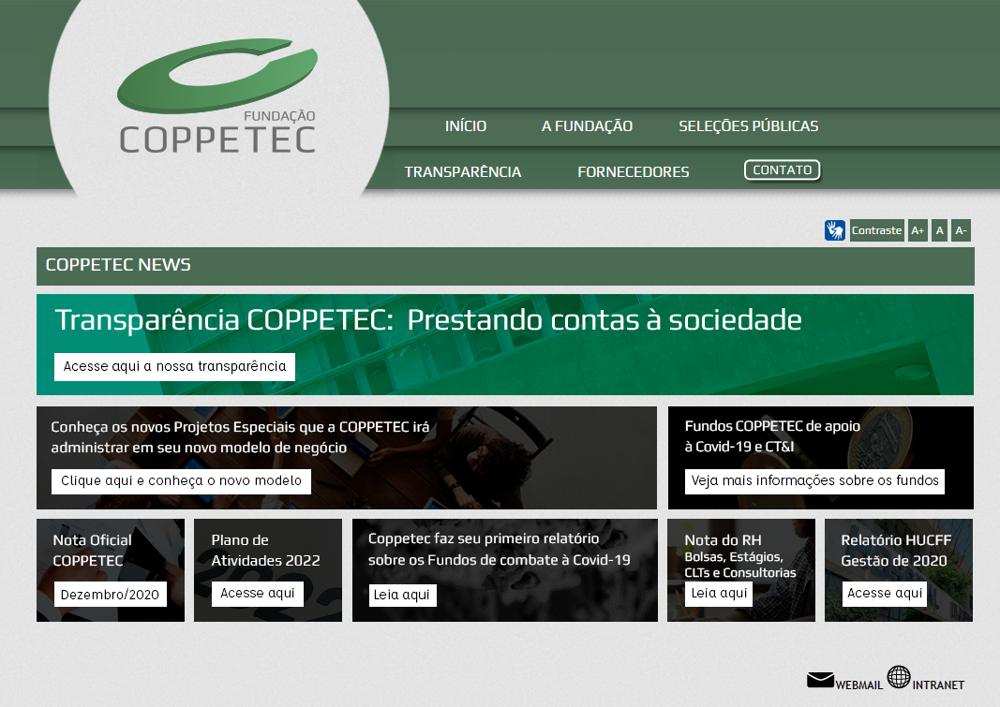 FUNDAÇÃO
COPPETEC
INÍCIO A FUNDAÇÃO SELEÇÕES PÚBLICAS
TRANSPARÊNCIA FORNECEDORES CONTATO
Contraste A+ A A-
COPPETEC NEWS
Transparência COPPETEC: Prestando contas à sociedade
Acesse aqui a nossa transparência
Conheça os novos Projetos Especiais que a COPPETEC irá
administrar em seu novo modelo de negócio
Clique aqui e conheça o novo modelo
Fundos COPPETEC de apoio
à Covid-19 e CT&I
Veja mais informações sobre os fundos
Nota Oficial
COPPETEC
Dezembro/2020
Plano de
Atividades 2022
Acesse aqui
Coppetec faz seu primeiro relatório
sobre os Fundos de combate à Covid-19
Leia aqui
Nota do RH
Bolsas, Estágios,
CLTs e Consultorias
Leia aqui
Relatório HUCFF
Gestão de 2020
Acesse aqui
WEBMAIL INTRANET